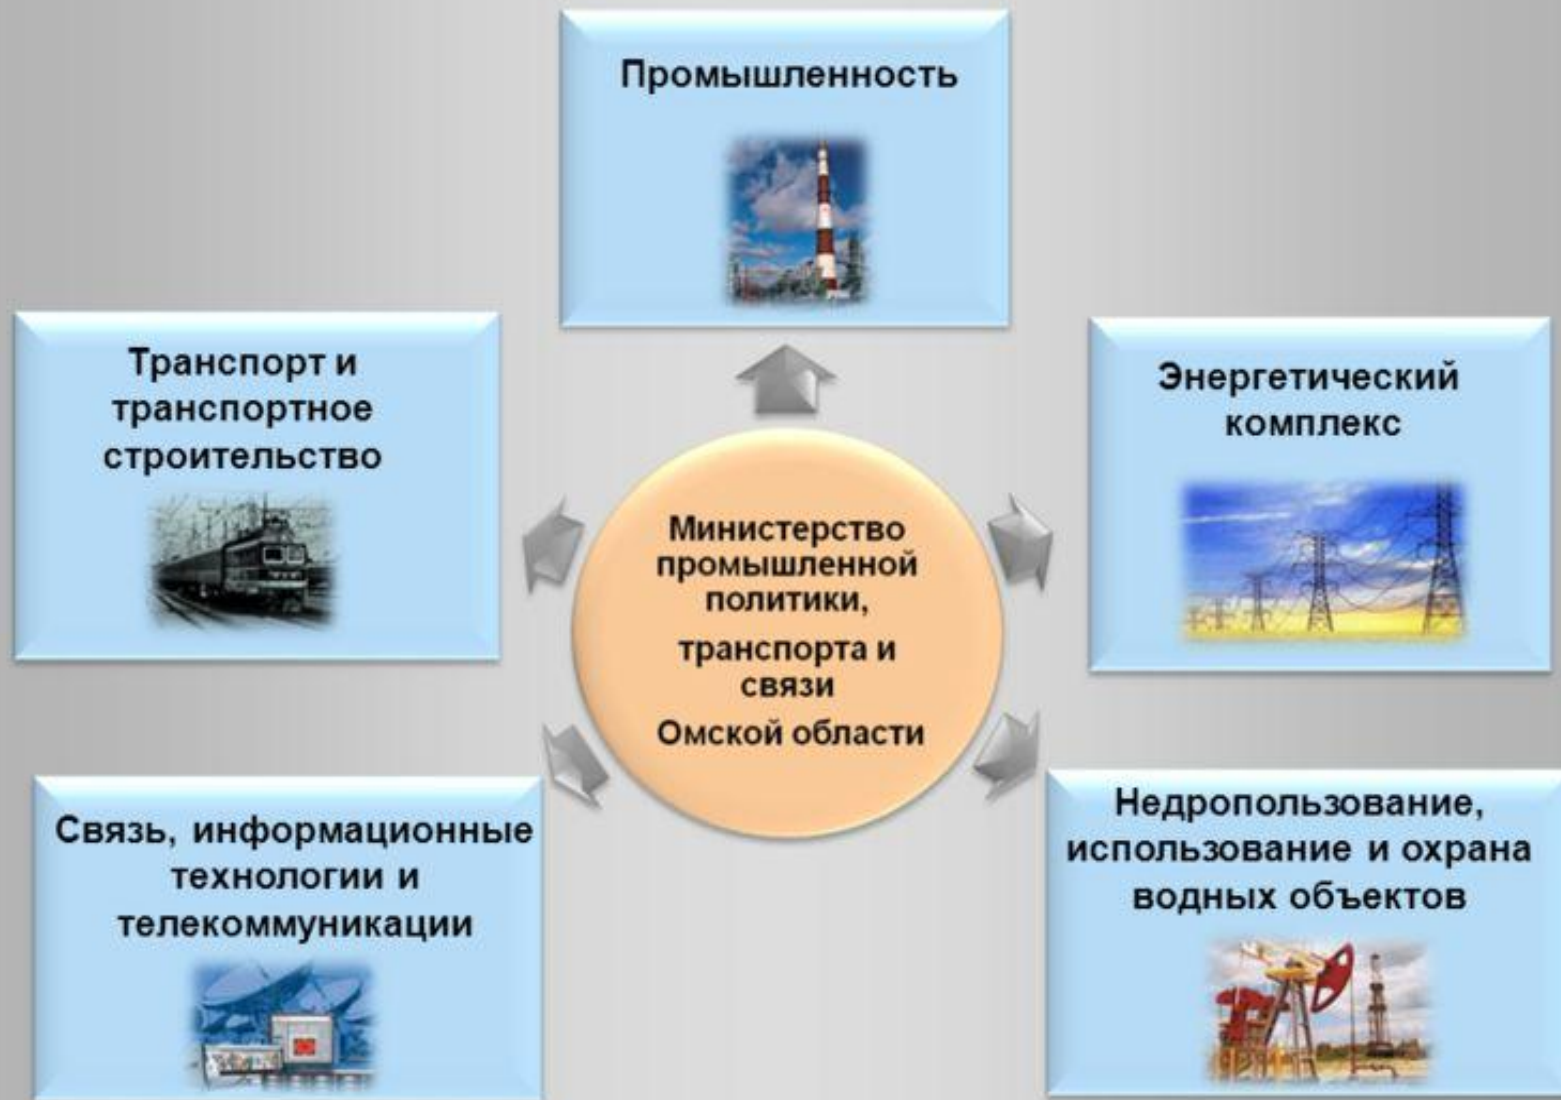 Промышленность
Транспорт и
транспортное
строительство
Энергетический
комплекс
Министерство
промышленной
политики,
транспорта и
связи
Омской области
Связь, информационные
технологии и
телекоммуникации
Недропользование,
использование и охрана
водных объектов